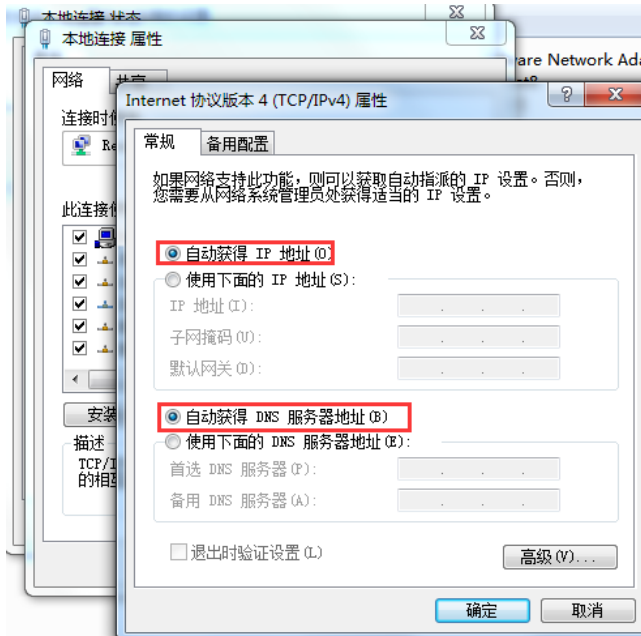 本地连接 状态
本地连接 属性
网络
共享
连接时使
Re
此连接使
安装
描述
TCP/I
的相互
are Network Ada
Internet 协议版本 4 (TCP/IPv4) 属性
常规
备用配置
如果网络支持此功能，则可以获取自动指派的 IP 设置。否则，
您需要从网络系统管理员处获得适当的 IP 设置。
自动获得 IP 地址(O)
使用下面的 IP 地址(S):
IP 地址(I):
子网掩码(U):
默认网关(D):
自动获得 DNS 服务器地址(B)
使用下面的 DNS 服务器地址(E):
首选 DNS 服务器(P):
备用 DNS 服务器(A):
退出时验证设置(L)
高级(V)...
确定
取消